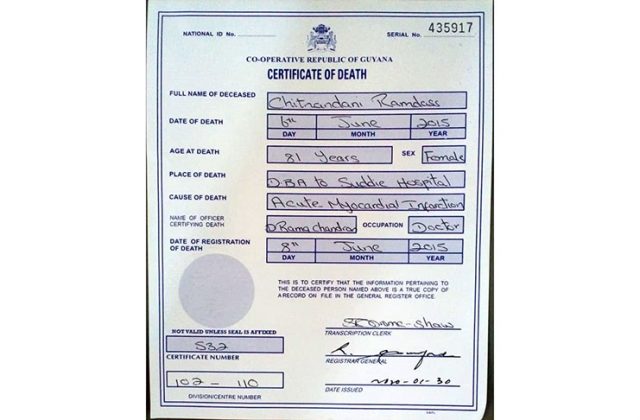 NATIONAL ID No. SERIAL No. 435917
CO-OPERATIVE REPUBLIC OF GUYANA
CERTIFICATE OF DEATH
FULL NAME OF DECEASED Chitrandani Ramdass
DATE OF DEATH 6th June 2015
DAY MONTH YEAR
AGE AT DEATH 81 Years SEX Female
PLACE OF DEATH D.B.A to Suddie Hospital
CAUSE OF DEATH Acute Myocardial Infarction
NAME OF OFFICER CERTIFYING DEATH D Rama chandran OCCUPATION Doctor
DATE OF REGISTRATION OF DEATH 8th June 2015
DAY MONTH YEAR
THIS IS TO CERTIFY THAT THE INFORMATION PERTAINING TO
THE DECEASED PERSON NAMED ABOVE IS A TRUE COPY OF
A RECORD ON FILE IN THE GENERAL REGISTER OFFICE
NOT VALID UNLESS SEAL IS AFFIXED
TRANSCRIPTION CLERK
532
CERTIFICATE NUMBER
REGISTRAR GENERAL
102 - 110
DIVISION/CENTRE NUMBER
-01-30
DATE ISSUED